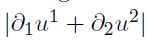 |∂₁u¹ + ∂₂u²|